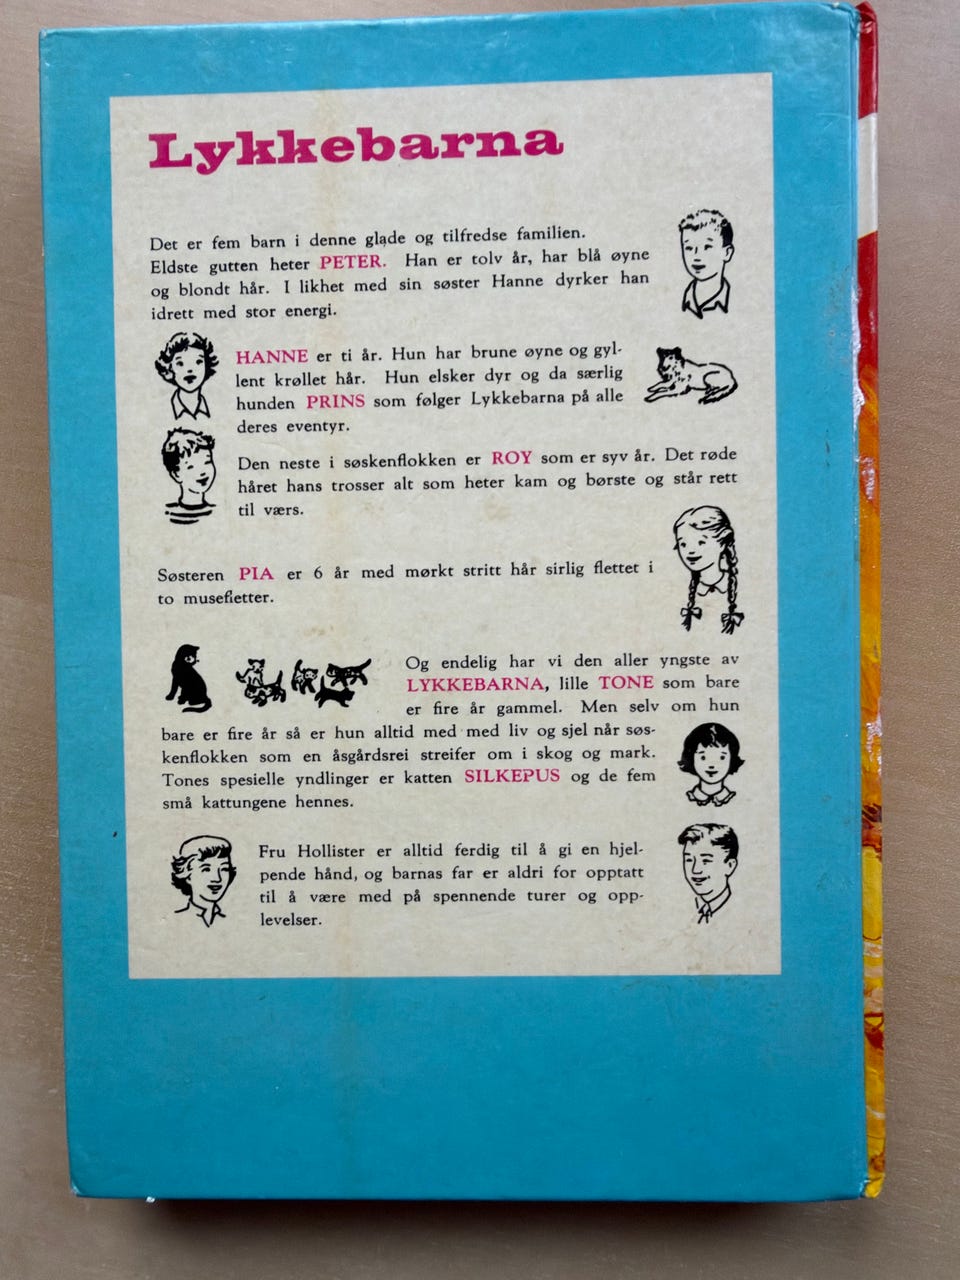 Lykkebarna
Det er fem barn i denne glade og tilfredse familien.
Eldste gutten heter PETER. Han er tolv år, har blå øyne
og blondt hår. I likhet med sin søster Hanne dyrker han
idrett med stor energi.
HANNE er ti år. Hun har brune øyne og gyl-
lent krøllet hår. Hun elsker dyr og da særlig
hunden PRINS som følger Lykkebarna på alle
deres eventyr.
Den neste i søskenflokken er ROY som er syv år. Det røde
håret hans trosser alt som heter kam og børste og står rett
til værs.
Søsteren PIA er 6 år med mørkt stritt hår sirlig flettet i
to musefletter.
Og endelig har vi den aller yngste av
LYKKEBARNA, lille TONE som bare
er fire år gammel. Men selv om hun
bare er fire år så er hun alltid med med liv og sjel når søs-
kenflokken som en åsgårdsrei streifer om i skog og mark.
Tones spesielle yndlinger er katten SILKEPUS og de fem
små kattungene hennes.
Fru Hollister er alltid ferdig til å gi en hjel-
pende hånd, og barnas far er aldri for opptatt
til å være med på spennende turer og opp-
levelser.